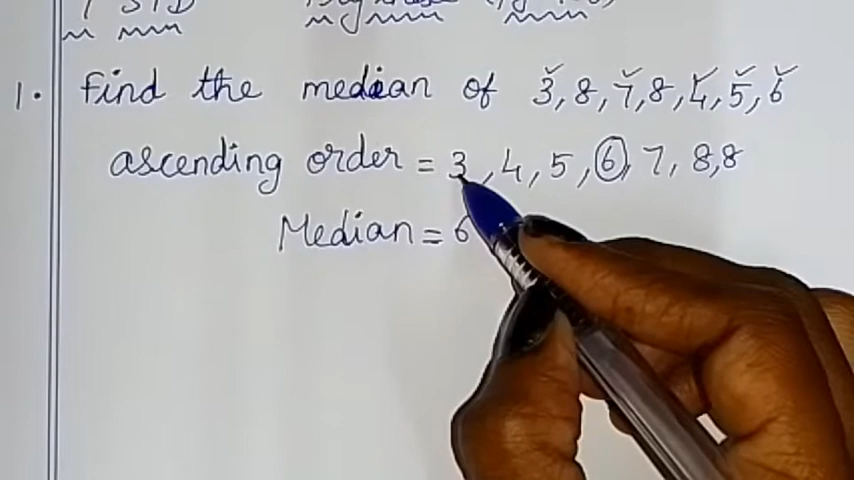 1. Find the median of 3, 8, 7, 8, 4, 5, 6
ascending order = 3, 4, 5, 6, 7, 8, 8
Median = 6